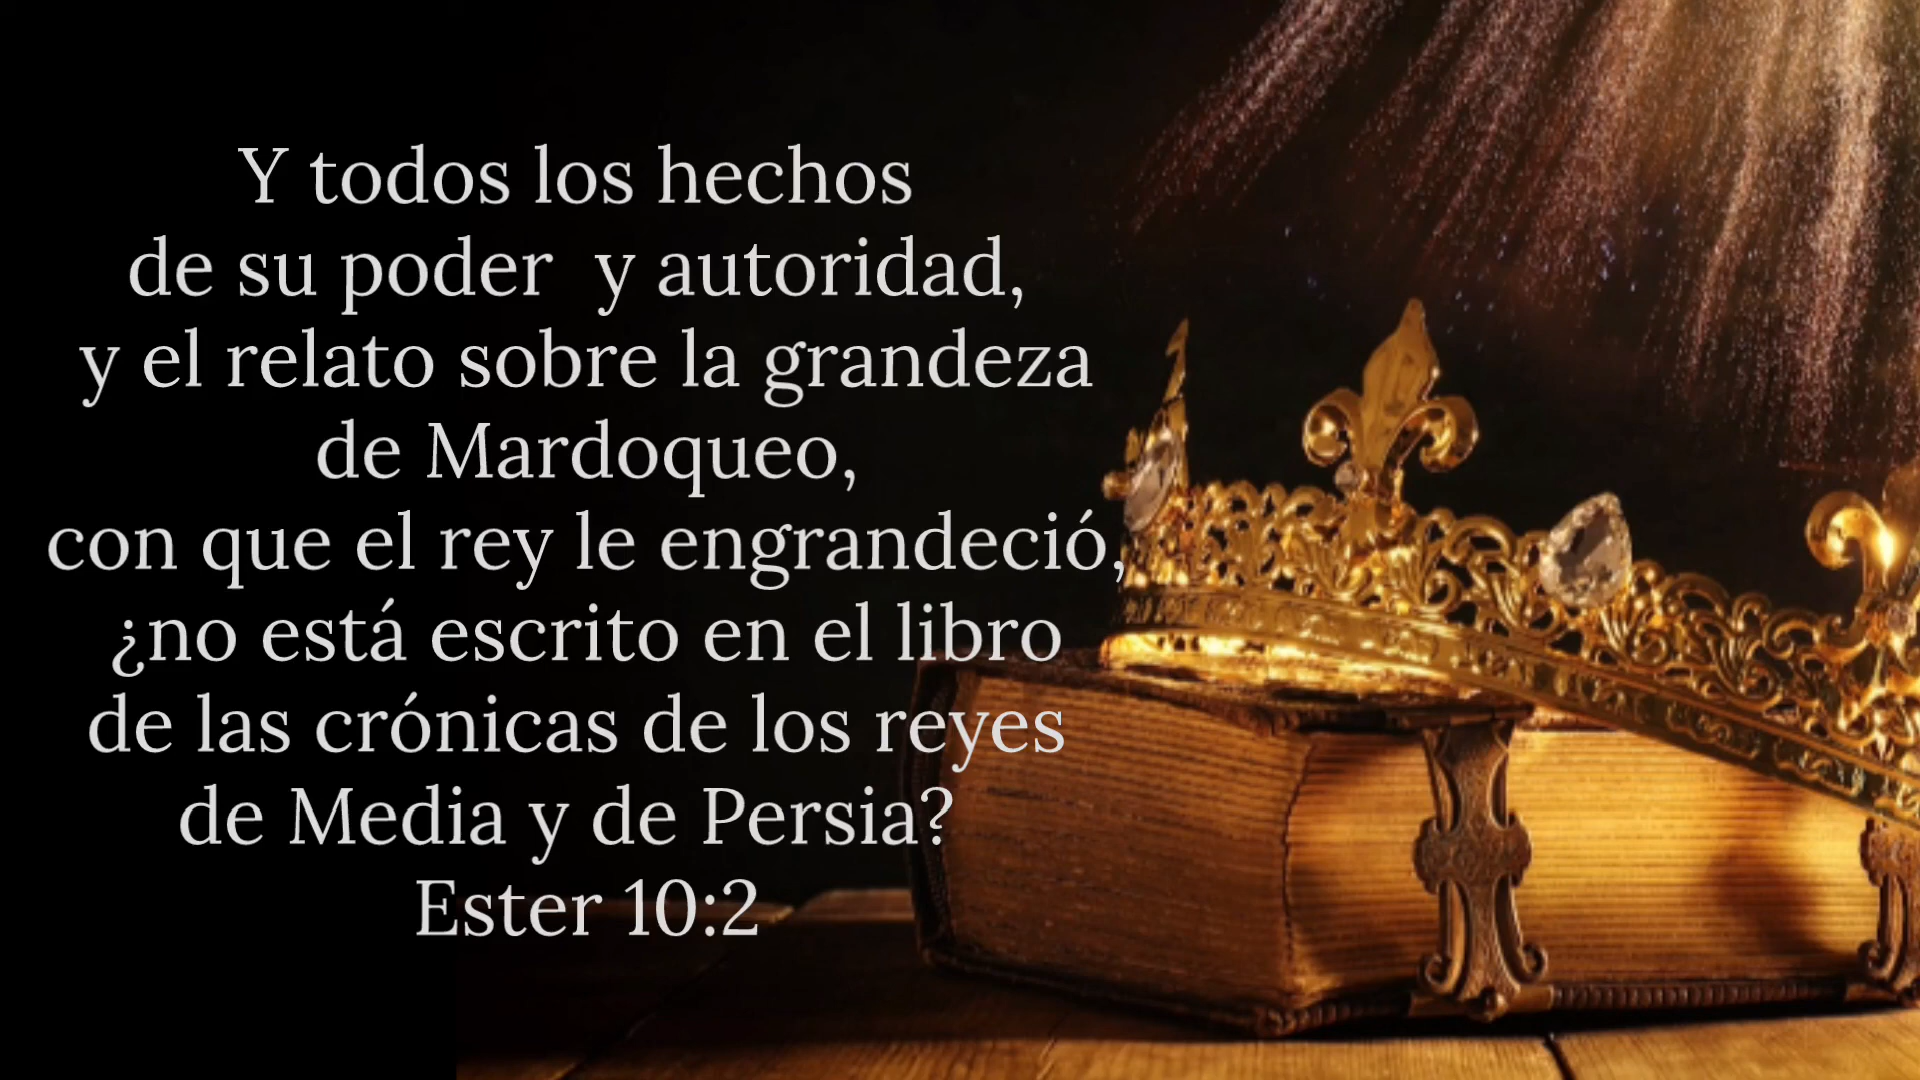 Y todos los hechos
de su poder  y autoridad,
y el relato sobre la grandeza
de Mardoqueo,
con que el rey le engrandeció,
¿no está escrito en el libro
de las crónicas de los reyes
de Media y de Persia?
Ester 10:2